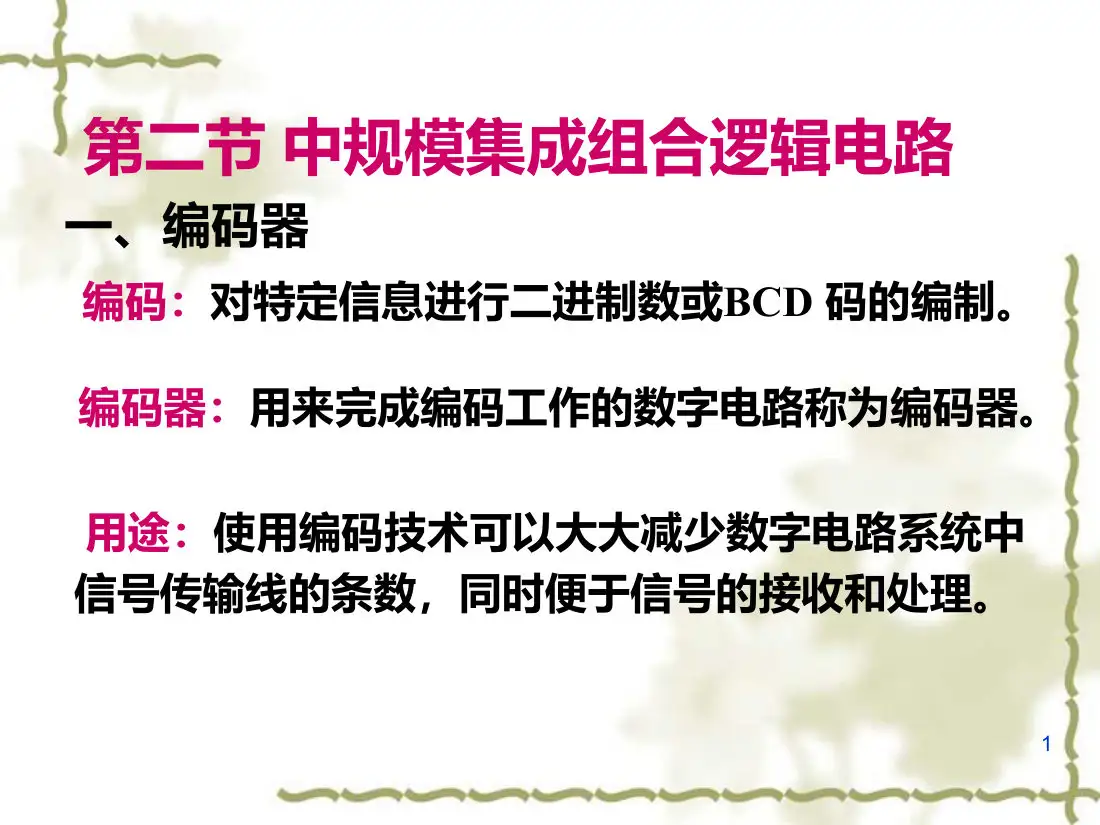 第二节 中规模集成组合逻辑电路
一、编码器
编码：对特定信息进行二进制数或BCD 码的编制。
编码器：用来完成编码工作的数字电路称为编码器。
用途：使用编码技术可以大大减少数字电路系统中
信号传输线的条数，同时便于信号的接收和处理。
1